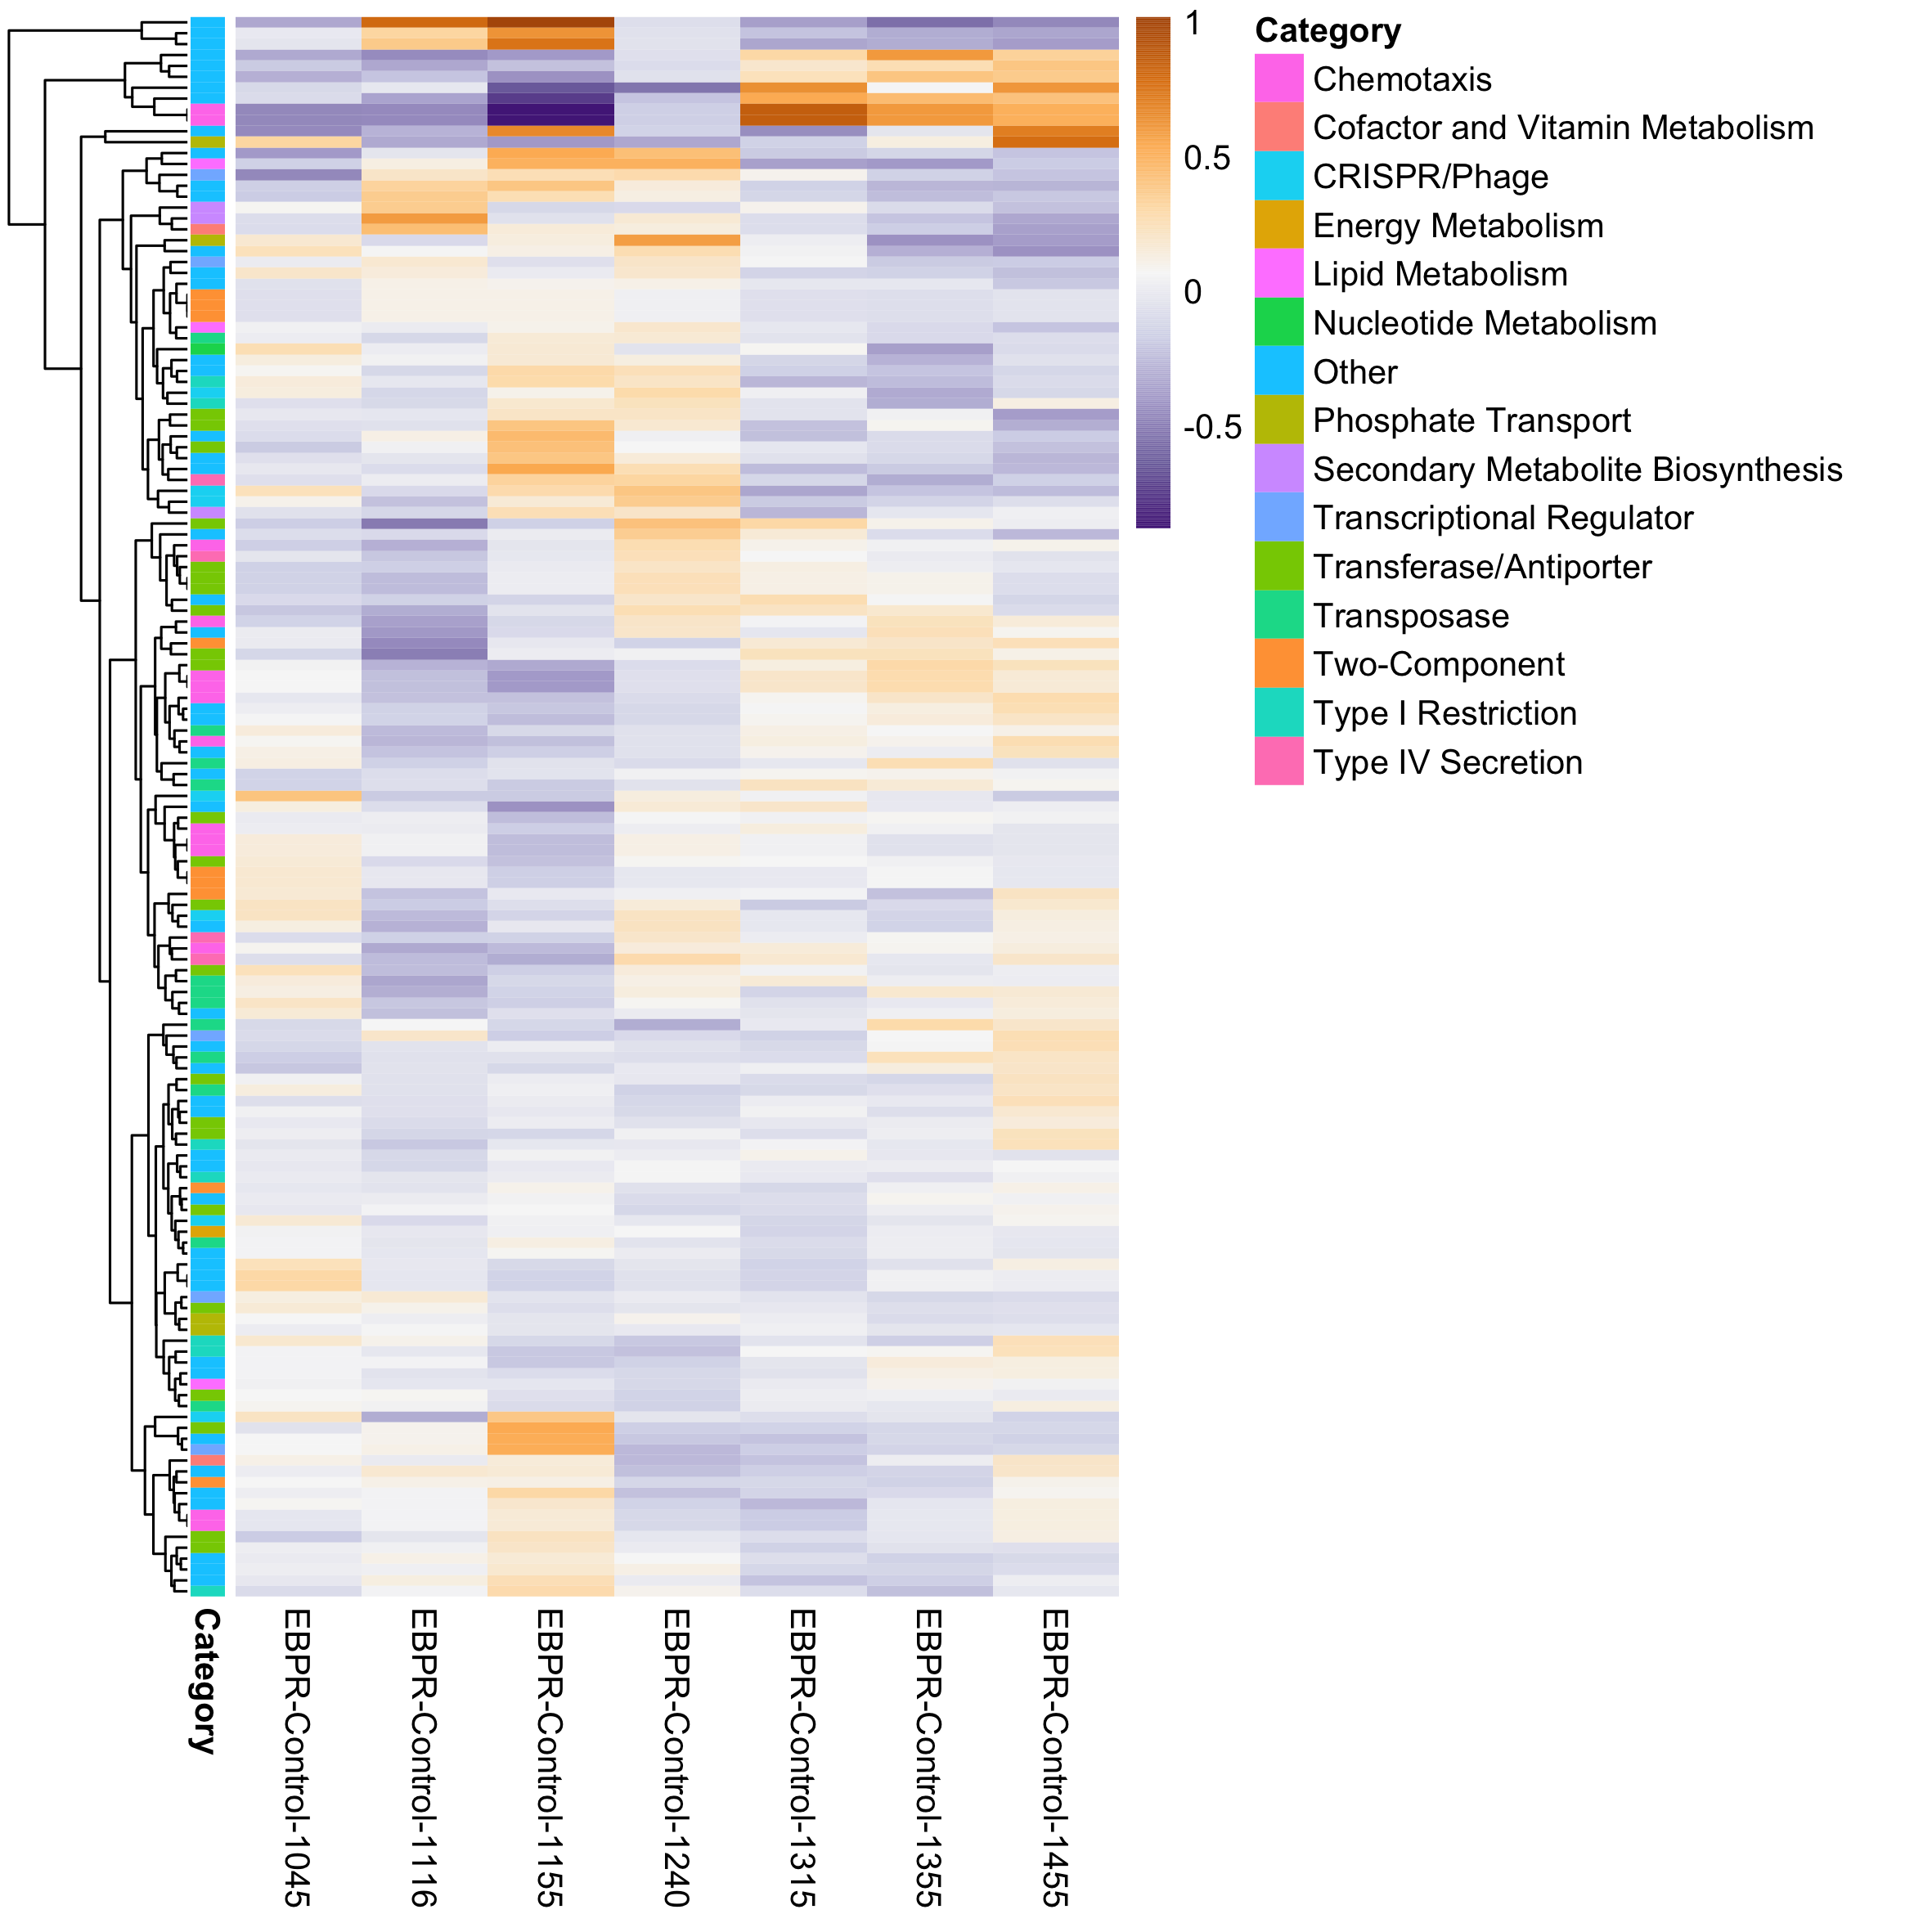 1
0.5
0
-0.5
Category
Chemotaxis
Cofactor and Vitamin Metabolism
CRISPR/Phage
Energy Metabolism
Lipid Metabolism
Nucleotide Metabolism
Other
Phosphate Transport
Secondary Metabolite Biosynthesis
Transcriptional Regulator
Transferase/Antiporter
Transposase
Two-Component
Type I Restriction
Type IV Secretion
Category
EBPR-Control-1045
EBPR-Control-1116
EBPR-Control-1155
EBPR-Control-1240
EBPR-Control-1315
EBPR-Control-1355
EBPR-Control-1455